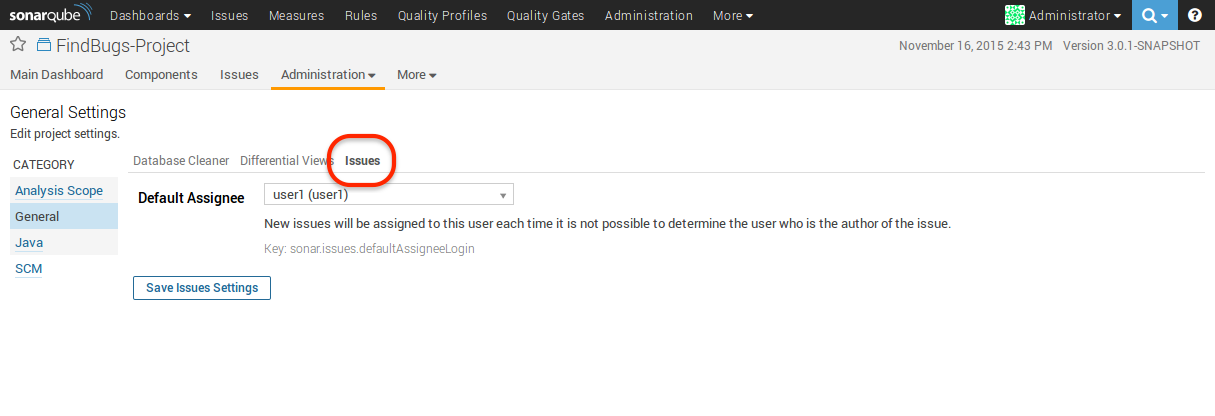 sonarqube Dashboards Issues Measures Rules Quality Profiles Quality Gates Administration More Administrator ?
FindBugs-Project November 16, 2015 2:43 PM Version 3.0.1-SNAPSHOT
Main Dashboard Components Issues Administration More
General Settings
Edit project settings.
CATEGORY
Analysis Scope
General
Java
SCM
Database Cleaner Differential Views Issues
Default Assignee user1 (user1)
New issues will be assigned to this user each time it is not possible to determine the user who is the author of the issue.
Key: sonar.issues.defaultAssigneeLogin
Save Issues Settings